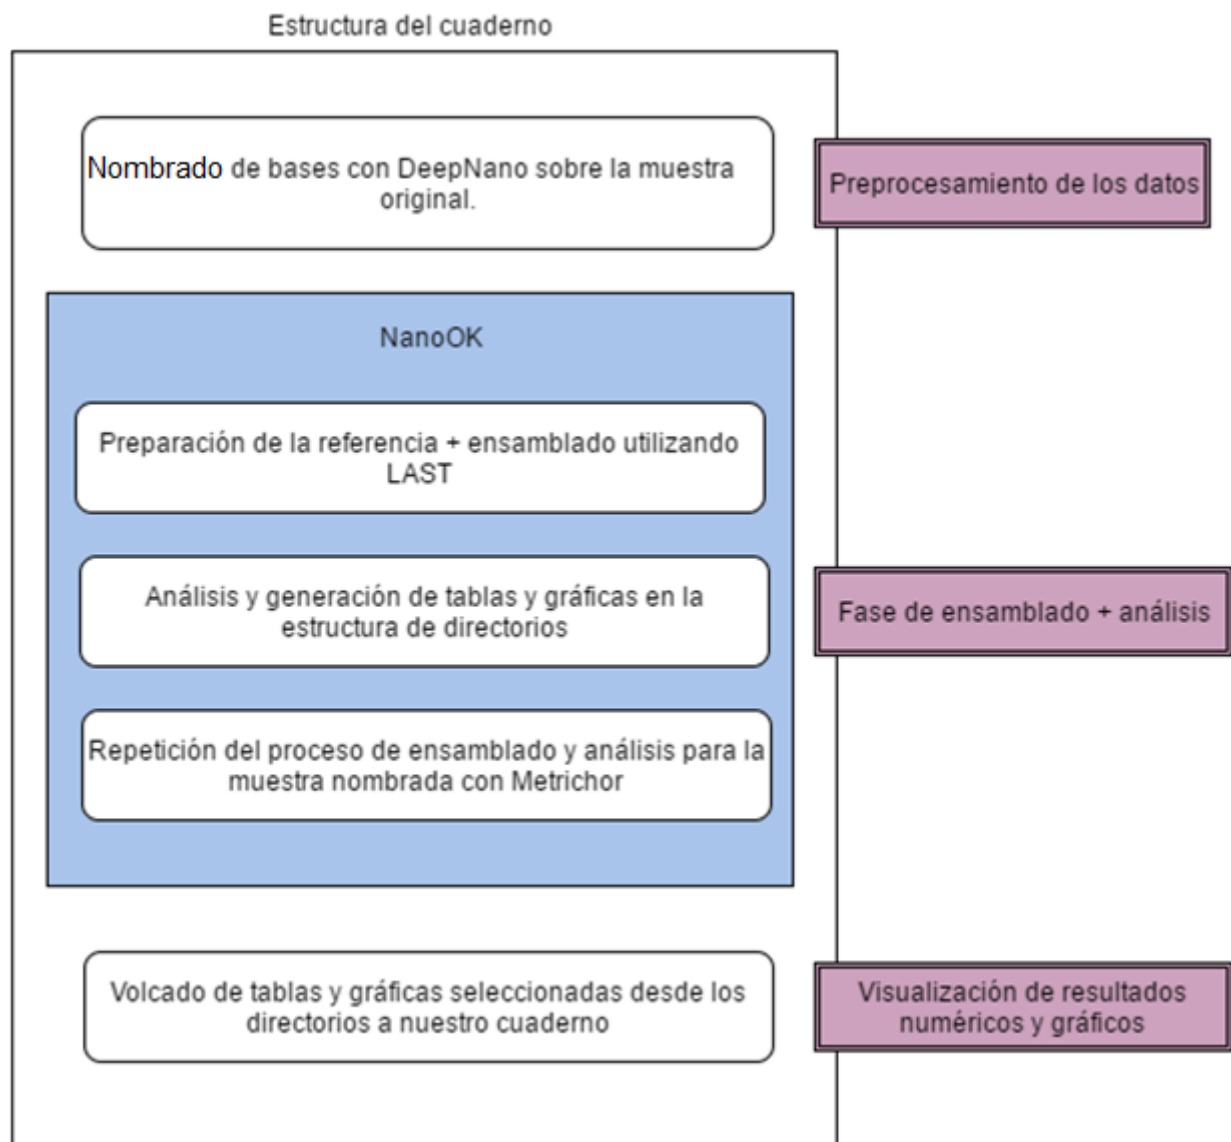 Estructura del cuaderno
Nombrado de bases con DeepNano sobre la muestra
original.
Preprocesamiento de los datos
NanoOK
Preparación de la referencia + ensamblado utilizando
LAST
Análisis y generación de tablas y gráficas en la
estructura de directorios
Fase de ensamblado + análisis
Repetición del proceso de ensamblado y análisis para la
muestra nombrada con Metrichor
Volcado de tablas y gráficas seleccionadas desde los
directorios a nuestro cuaderno
Visualización de resultados
numéricos y gráficos